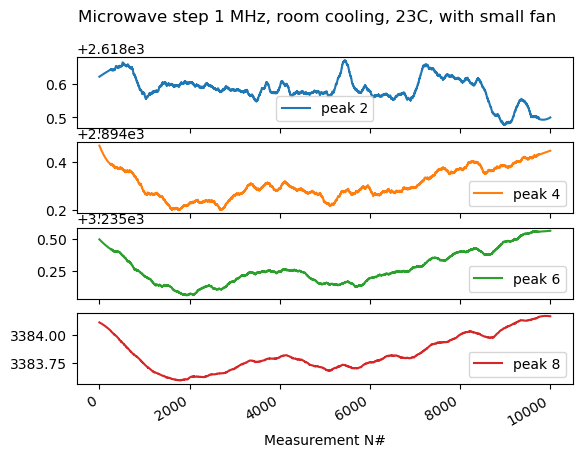 Microwave step 1 MHz, room cooling, 23C, with small fan
+2.618e3
0.6
0.5
peak 2
+2.894e3
0.4
0.2
peak 4
+3.235e3
0.50
0.25
peak 6
3384.00
3383.75
peak 8
0 2000 4000 6000 8000 10000
Measurement N#